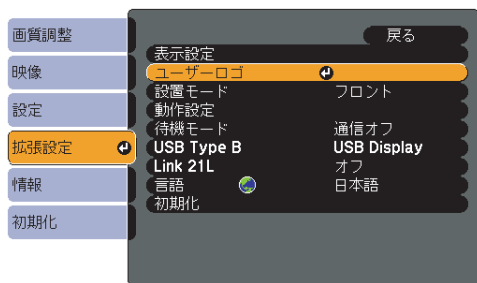 画質調整
映像
設定
拡張設定
情報
初期化
戻る
表示設定
ユーザーロゴ
設置モード フロント
動作設定
待機モード 通信オフ
USB Type B USB Display
Link 21L オフ
言語 日本語
初期化